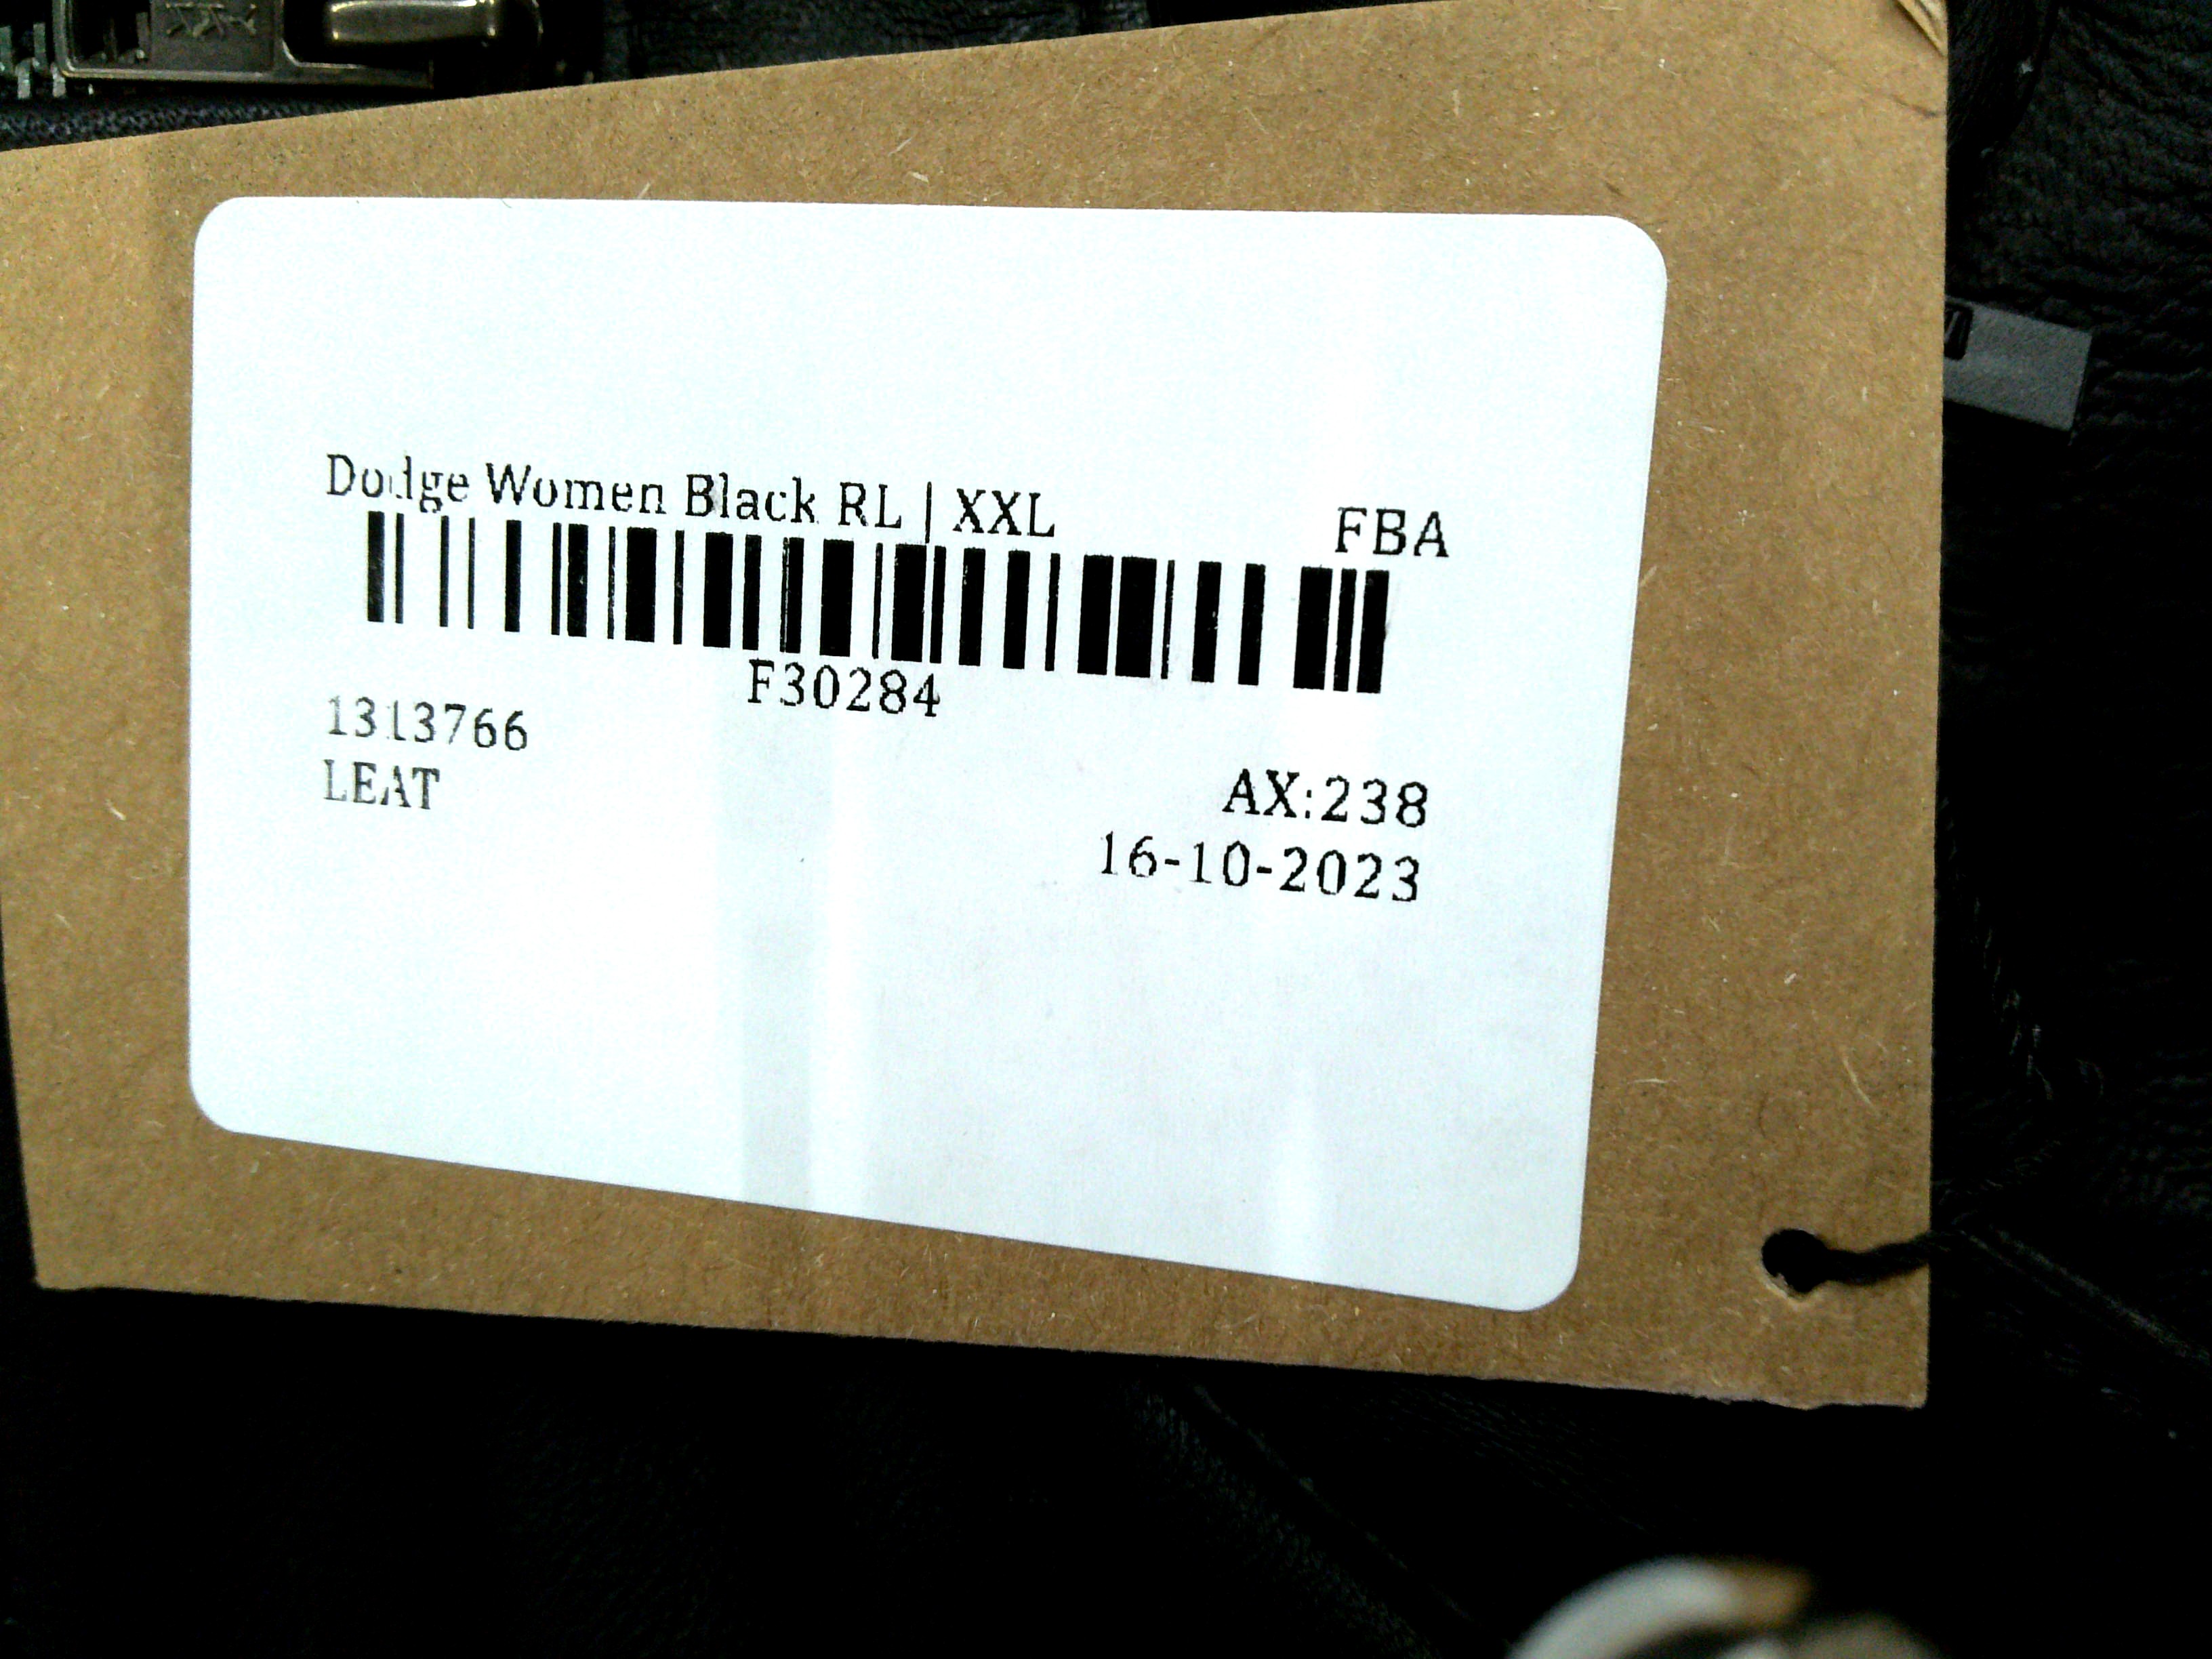 Dodge Women Black RL | XXL
FBA
F30284
1313766
LEAT
AX:238
16-10-2023